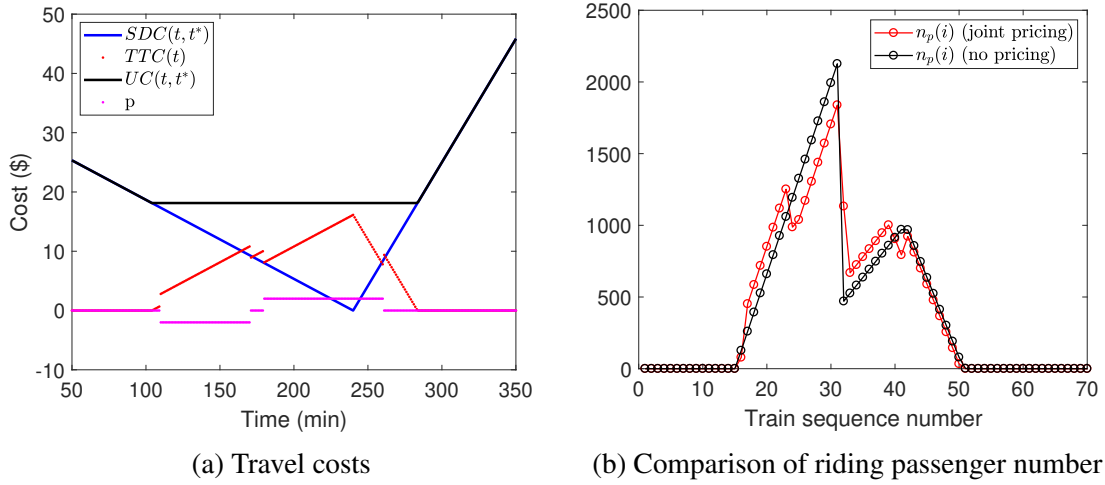 50
40
30
20
10
0
-10
Cost ($)
SDC(t, t*)
TTC(t)
UC(t, t*)
p
50 100 150 200 250 300 350
Time (min)
(a) Travel costs
2500
2000
1500
1000
500
0
n_p(i) (joint pricing)
n_p(i) (no pricing)
0 10 20 30 40 50 60 70
Train sequence number
(b) Comparison of riding passenger number